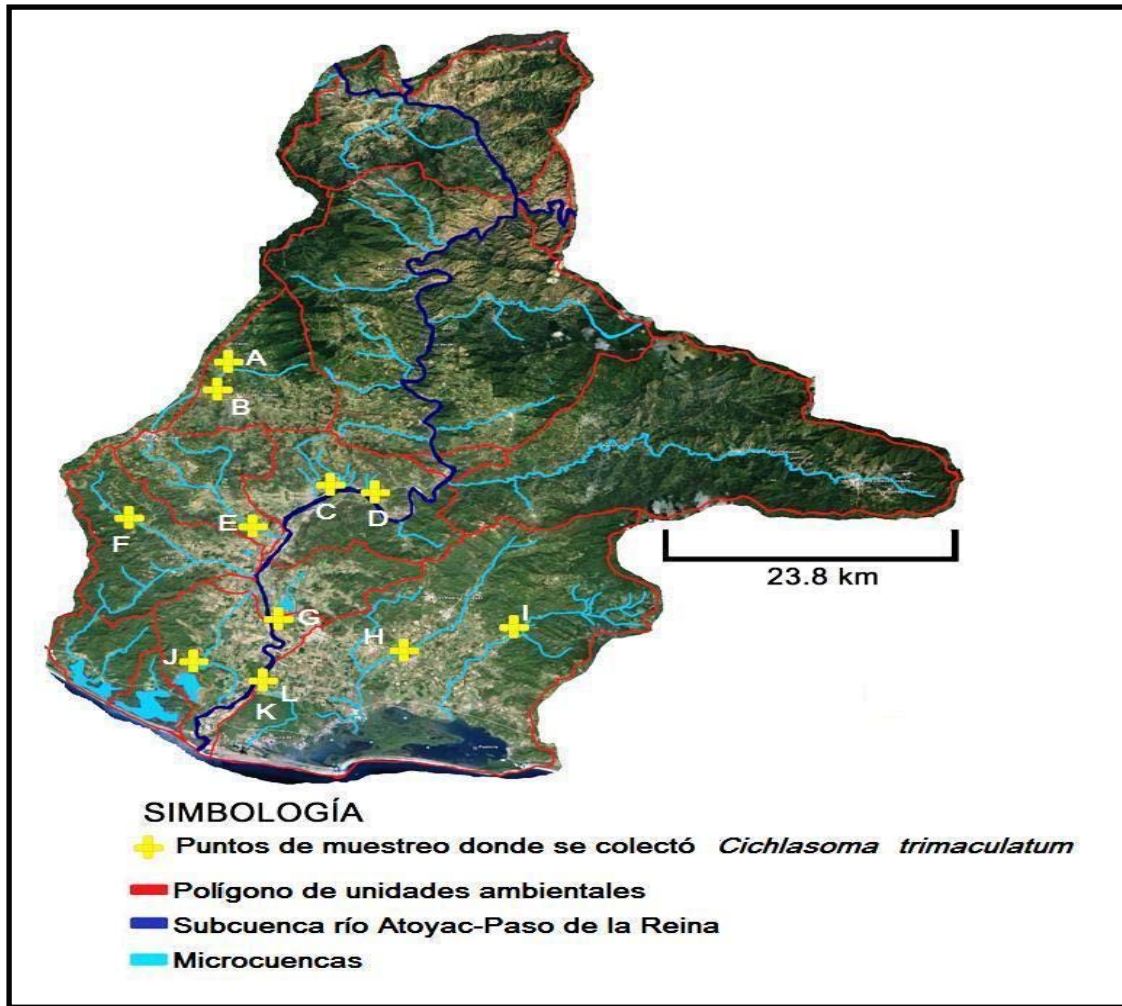 A
B
C
D
E
F
G
H
I
J
L
K
23.8 km
SIMBOLOGÍA
Puntos de muestreo donde se colectó Cichlasoma trimaculatum
Polígono de unidades ambientales
Subcuenca río Atoyac-Paso de la Reina
Microcuencas